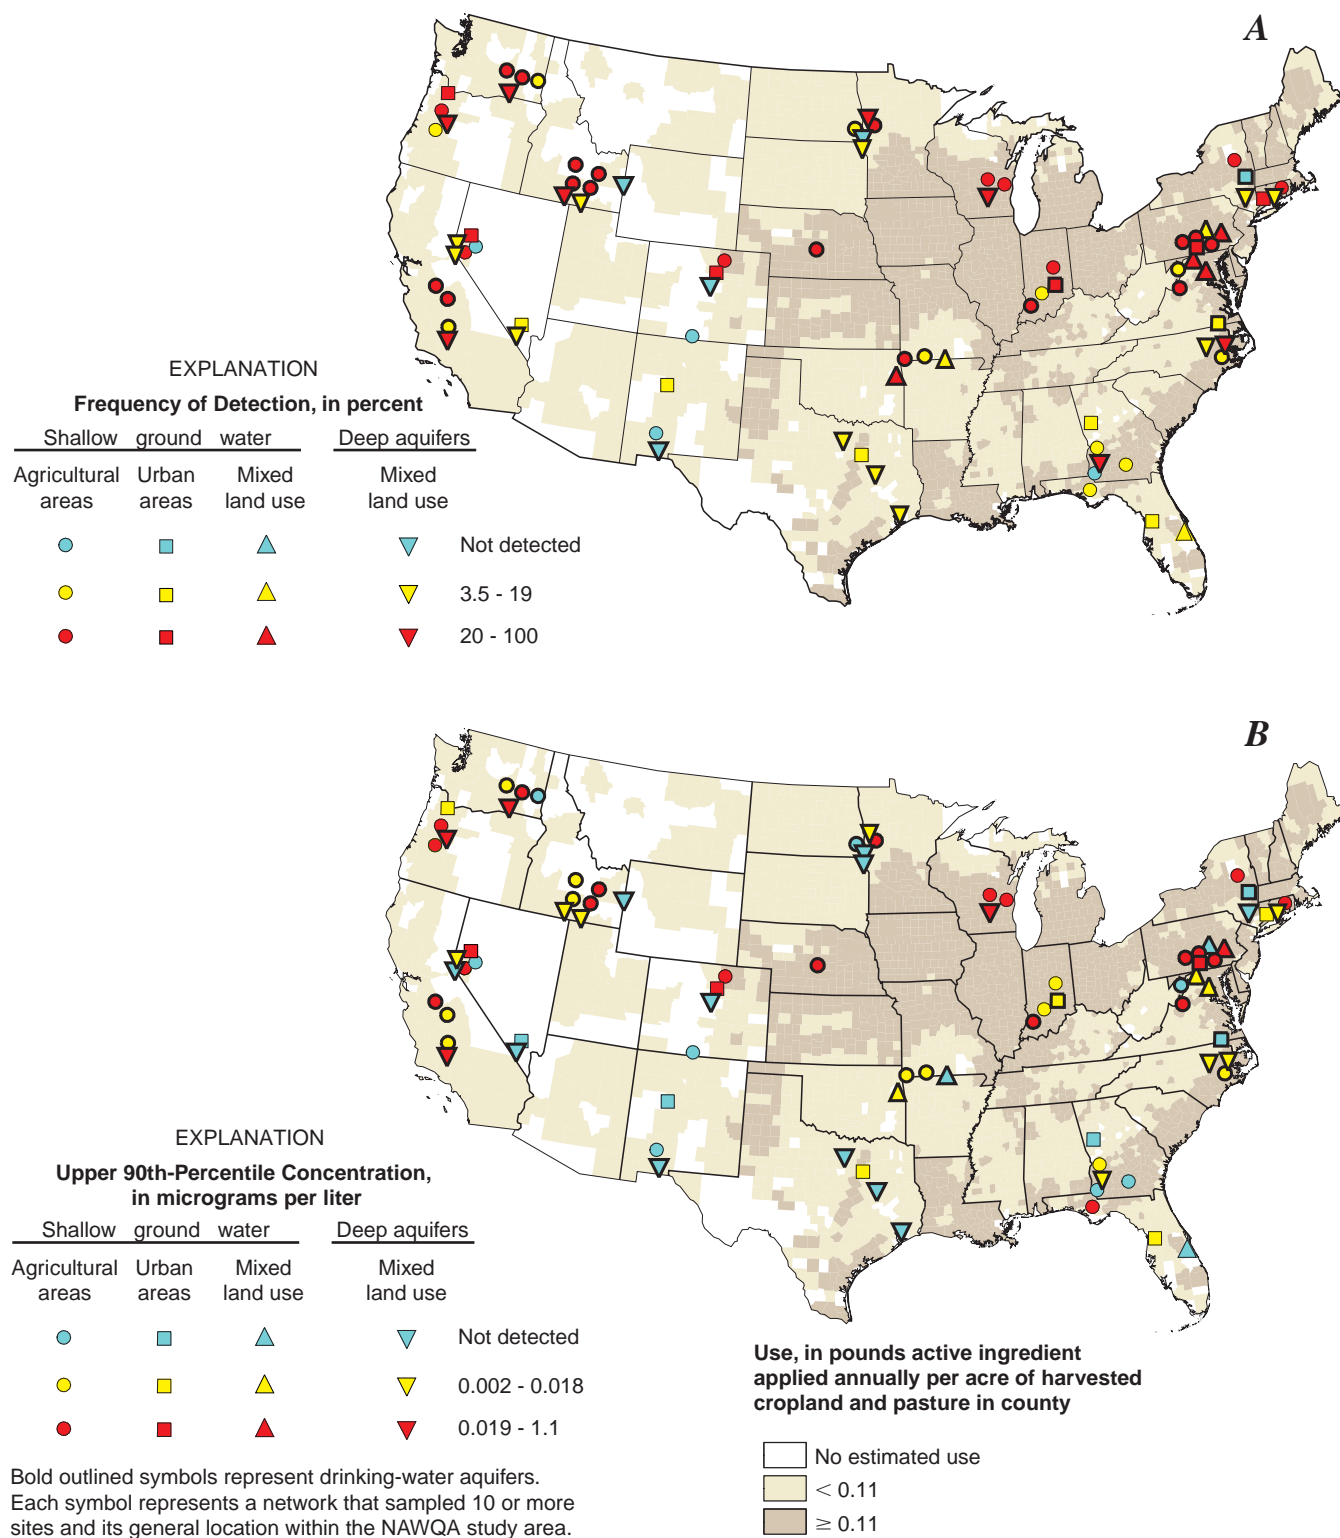 A
EXPLANATION
Frequency of Detection, in percent
Shallow ground water
Deep aquifers
Agricultural areas
Urban areas
Mixed land use
Mixed land use
Not detected
3.5 - 19
20 - 100
B
EXPLANATION
Upper 90th-Percentile Concentration,
in micrograms per liter
Shallow ground water
Deep aquifers
Agricultural areas
Urban areas
Mixed land use
Mixed land use
Not detected
0.002 - 0.018
0.019 - 1.1
Bold outlined symbols represent drinking-water aquifers.
Each symbol represents a network that sampled 10 or more
sites and its general location within the NAWQA study area.
Use, in pounds active ingredient
applied annually per acre of harvested
cropland and pasture in county
No estimated use
< 0.11
≥ 0.11